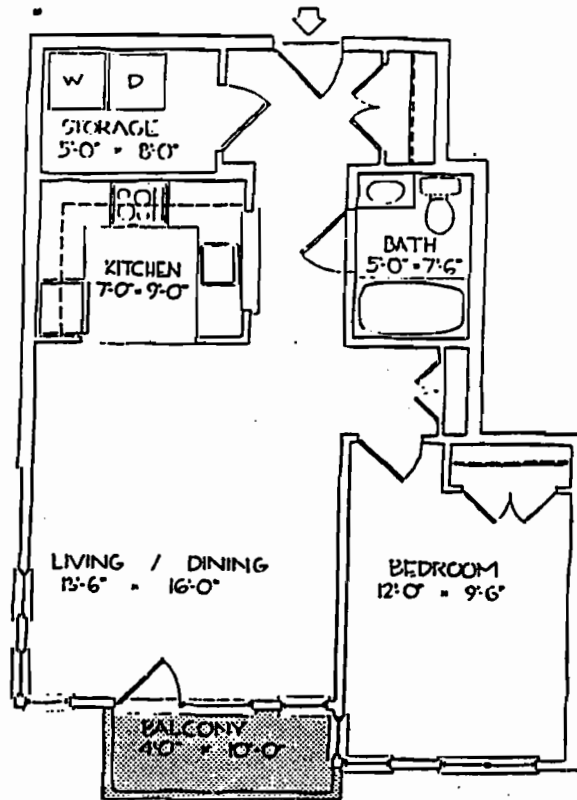 W D
STORAGE
5'-0" × 8'-0"
KITCHEN
7'-0" × 9'-0"
BATH
5'-0" × 7'-6"
LIVING / DINING
13'-6" × 16'-0"
BEDROOM
12'-0" × 9'-6"
BALCONY
4'-0" × 10'-0"